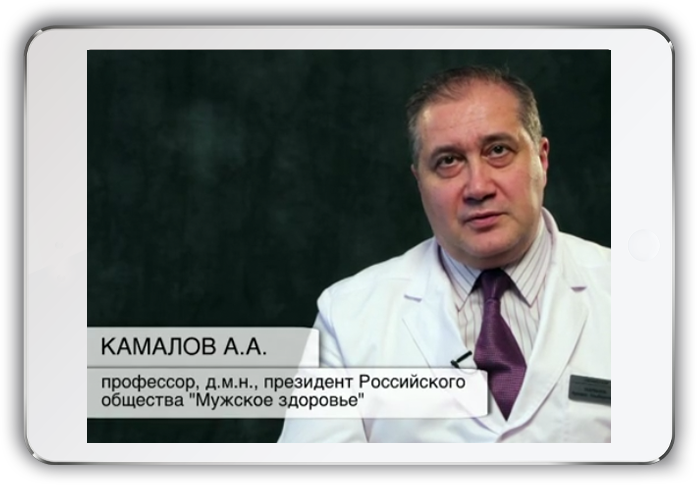 КАМАЛОВ А.А.
профессор, д.м.н., президент Российского
общества "Мужское здоровье"